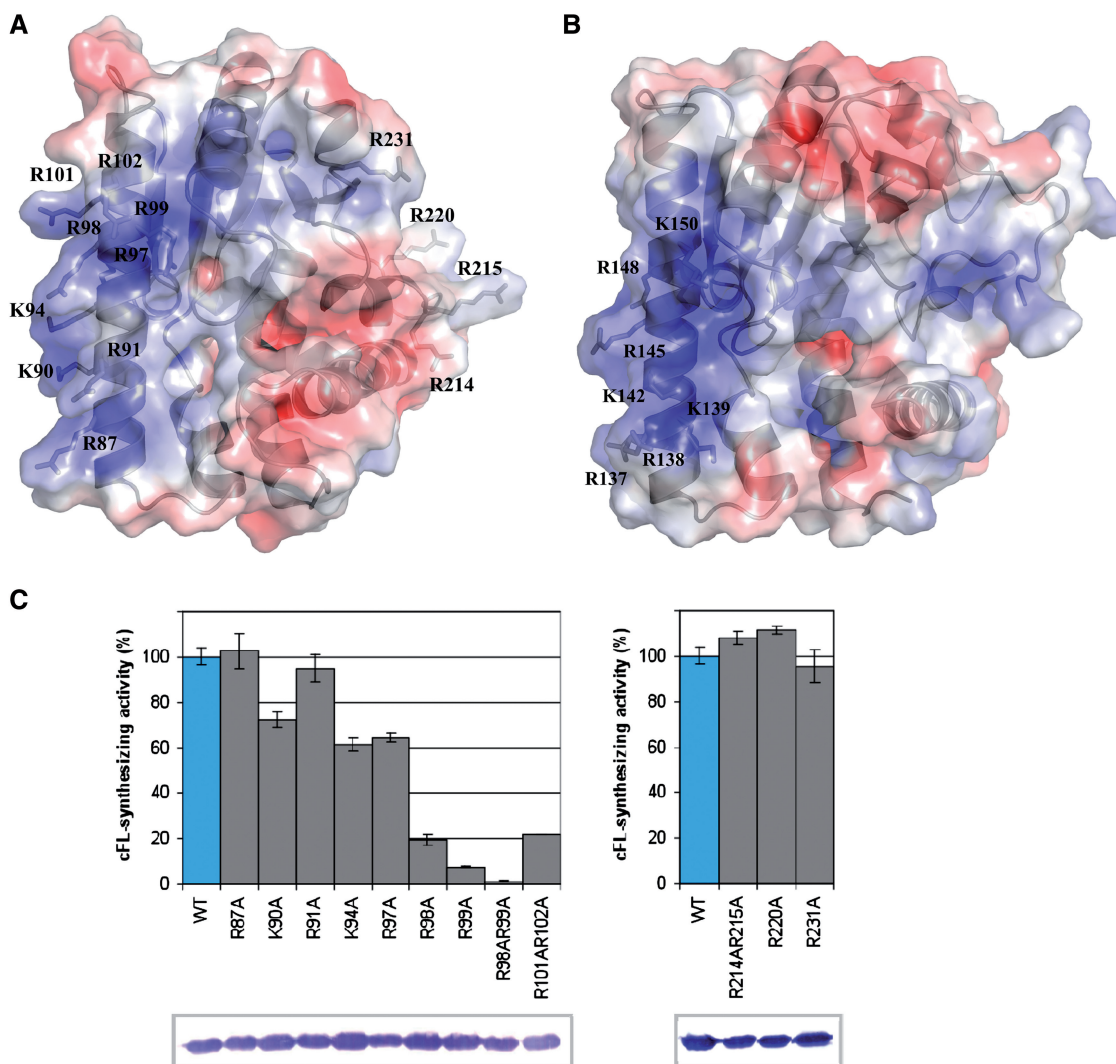 A
B
R231
R102
R101
R99
R220
R98
R97
R215
K94
R91
K90
R214
R87
K150
R148
R145
K142
K139
R138
R137
C
cFL-synthesizing activity (%)
100
80
60
40
20
0
WT
R87A
K90A
R91A
K94A
R97A
R98A
R99A
R98AR99A
R101AR102A
cFL-synthesizing activity (%)
100
80
60
40
20
0
WT
R214AR215A
R220A
R231A